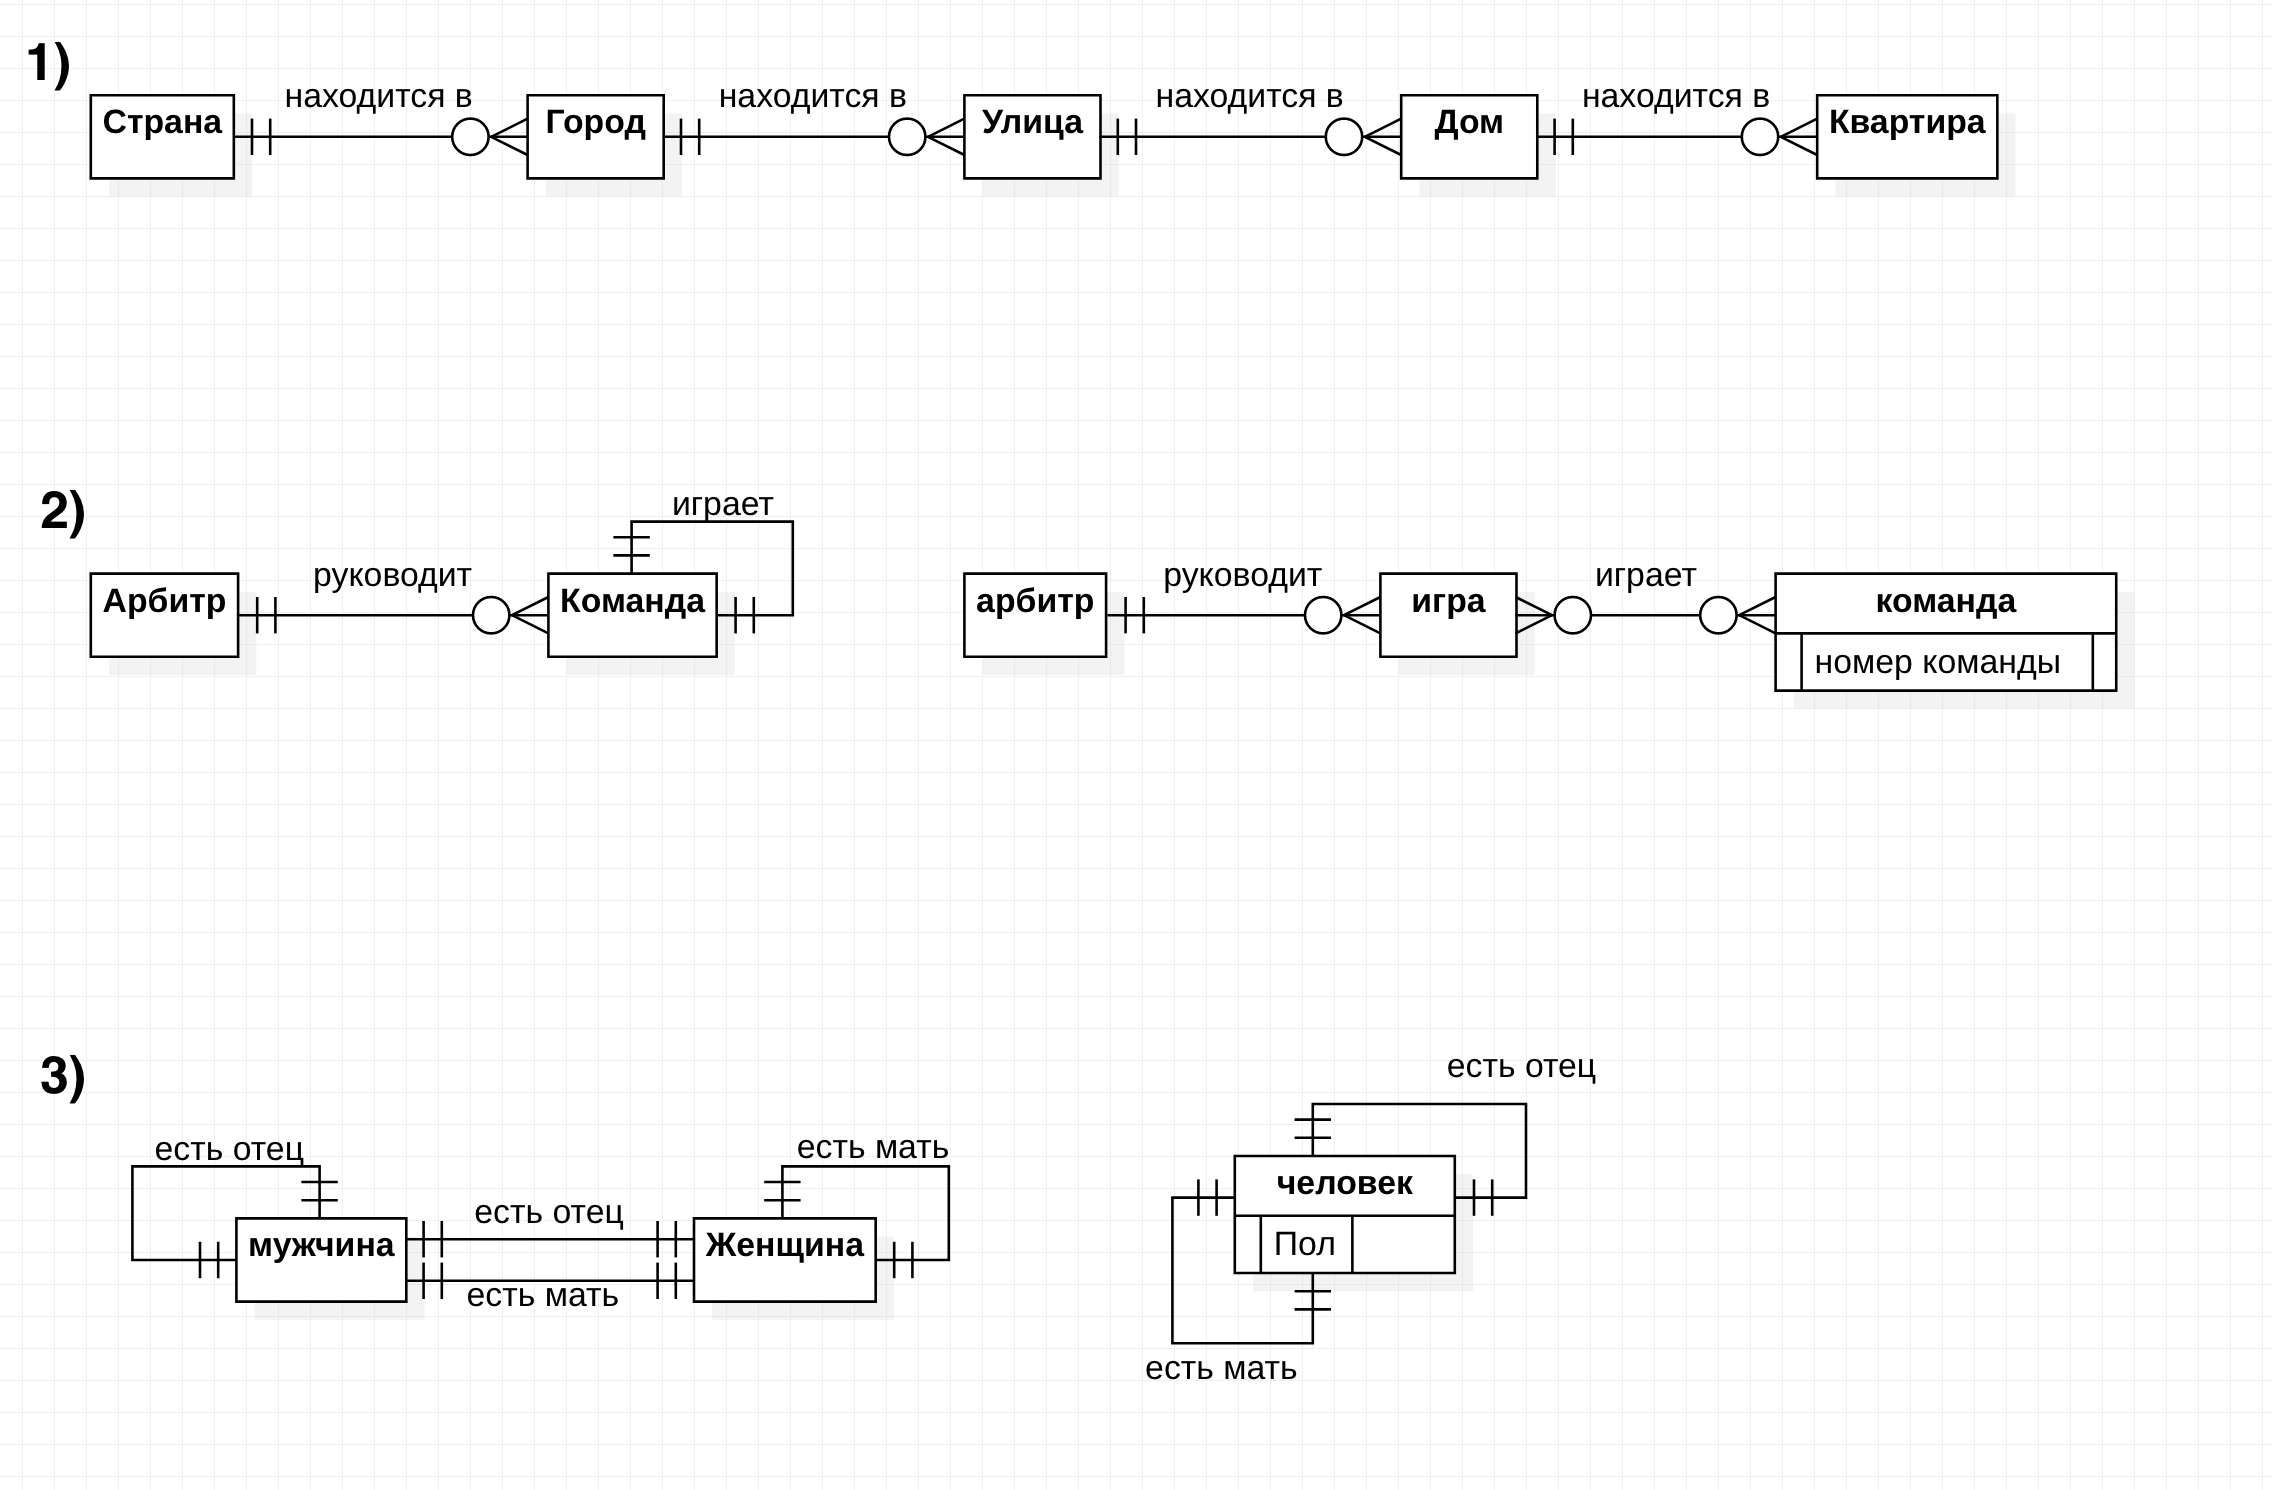 1)
находится в находится в находится в находится в
Страна Город Улица Дом Квартира
2)
играет
руководит руководит играет
Арбитр Команда арбитр игра команда
номер команды
3)
есть отец
есть отец есть мать
человек
есть отец
мужчина Женщина Пол
есть мать
есть мать